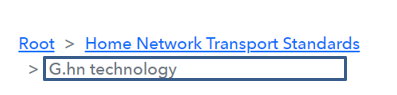 Root > Home Network Transport Standards
> G.hn technology